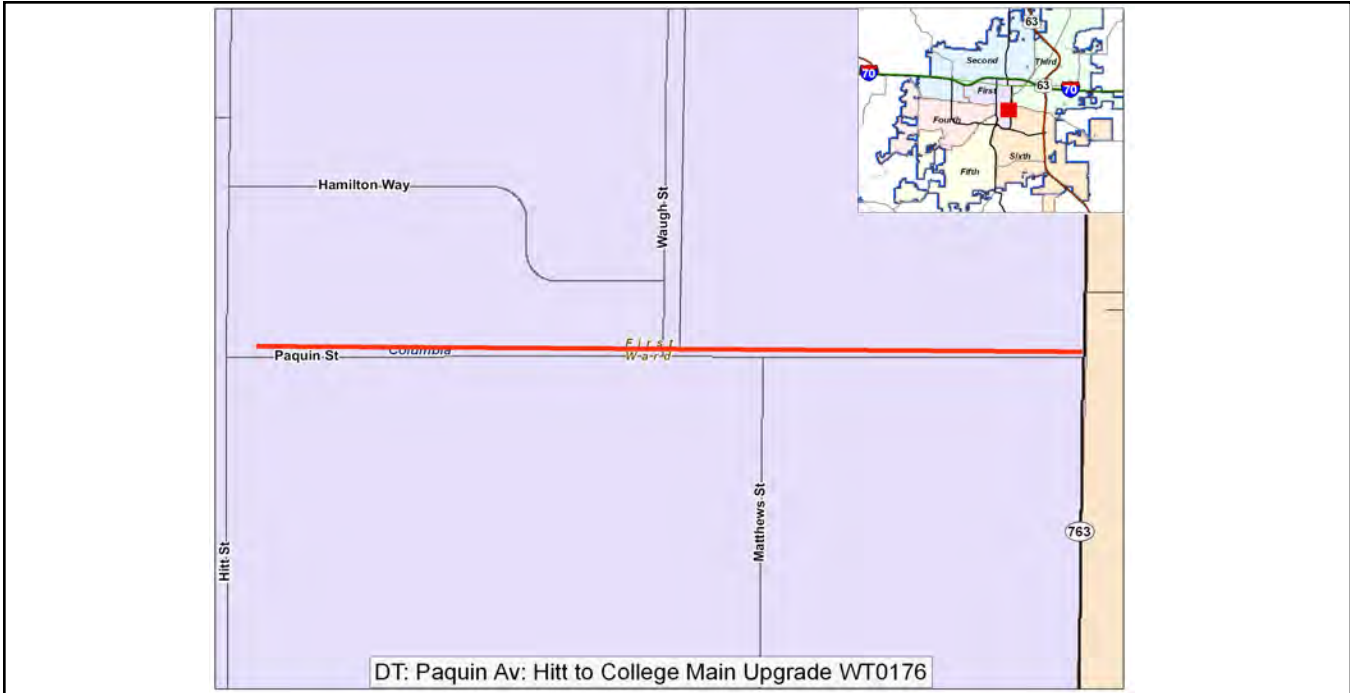 63
Second
Third
70
63
70
First
Fourth
Sixth
Fifth
Hamilton Way
Waugh St
First
Ward
Columbia
Paquin St
Matthews St
Hitt St
763
DT: Paquin Av: Hitt to College Main Upgrade WT0176